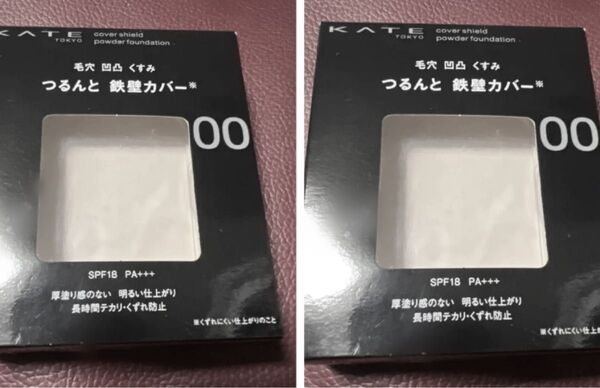 KATE
TOKYO
cover shield
powder foundation
毛穴 凹凸 くすみ
つるんと 鉄壁カバー※
00
SPF18 PA+++
厚塗り感のない 明るい仕上がり
長時間テカリ・くずれ防止
※くずれにくい仕上がりのこと
KATE
TOKYO
cover shield
powder foundation
毛穴 凹凸 くすみ
つるんと 鉄壁カバー※
00
SPF18 PA+++
厚塗り感のない 明るい仕上がり
長時間テカリ・くずれ防止
※くずれにくい仕上がりのこと